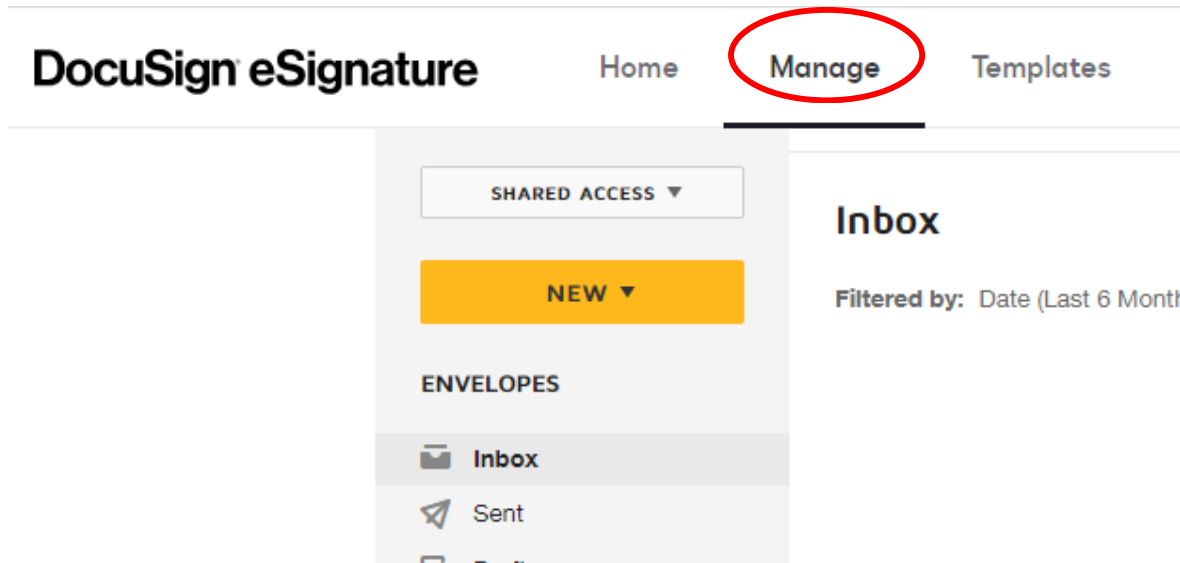 DocuSign eSignature Home Manage Templates
SHARED ACCESS
NEW
ENVELOPES
Inbox
Sent
Inbox
Filtered by: Date (Last 6 Month